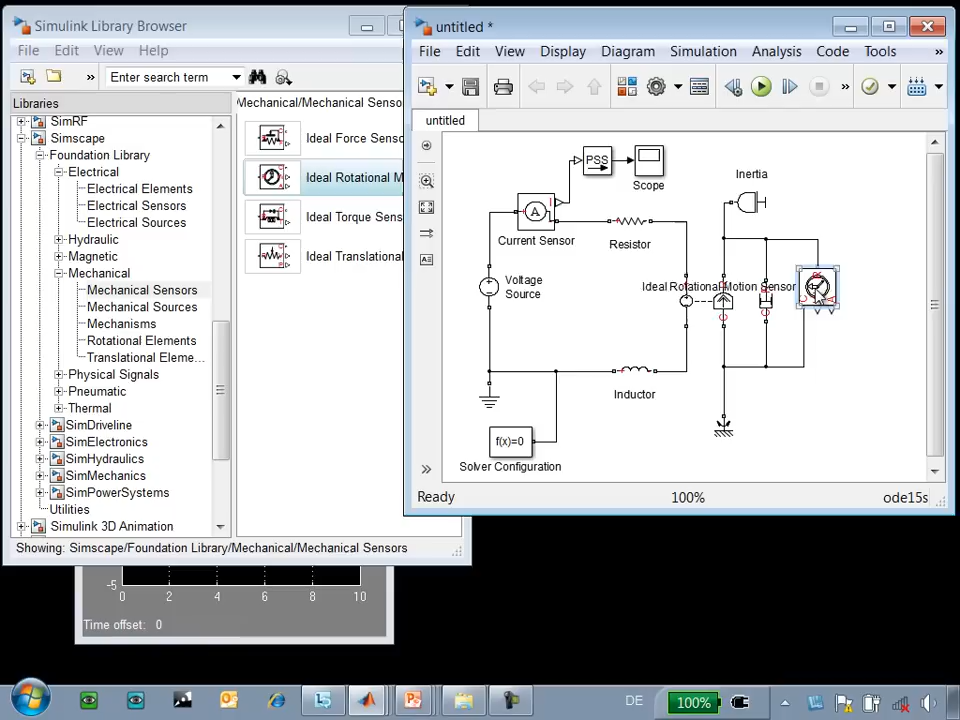 Simulink Library Browser
File Edit View Help
» Enter search term
Libraries
Mechanical/Mechanical Senso
SimRF
Simscape
Foundation Library
Electrical
Electrical Elements
Electrical Sensors
Electrical Sources
Hydraulic
Magnetic
Mechanical
Mechanical Sensors
Mechanical Sources
Mechanisms
Rotational Elements
Translational Eleme...
Physical Signals
Pneumatic
Thermal
SimDriveline
SimElectronics
SimHydraulics
SimMechanics
SimPowerSystems
Utilities
Simulink 3D Animation
Ideal Force Senso
Ideal Rotational M
Ideal Torque Sens
Ideal Translational
Showing: Simscape/Foundation Library/Mechanical/Mechanical Sensors
untitled *
File Edit View Display Diagram Simulation Analysis Code Tools »
»
untitled
PSS
Scope
Inertia
I
A
Current Sensor
Resistor
Voltage
Source
Ideal Rotational Motion Sensor
C
R
A
C
C
Inductor
f(x)=0
Solver Configuration
»
Ready 100% ode15s
-5
0 2 4 6 8 10
Time offset: 0
DE 100%